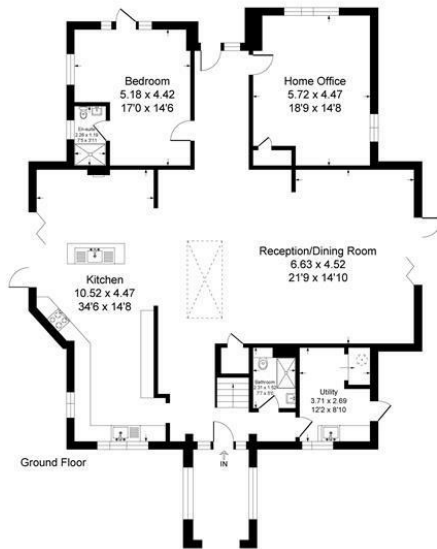 Bedroom
5.18 x 4.42
17'0 x 14'6
Home Office
5.72 x 4.47
18'9 x 14'8
Ensuite
Kitchen
10.52 x 4.47
34'6 x 14'8
Reception/Dining Room
6.63 x 4.52
21'9 x 14'10
Bathroom
Utility
3.71 x 2.69
12'2 x 8'10
Ground Floor
IN